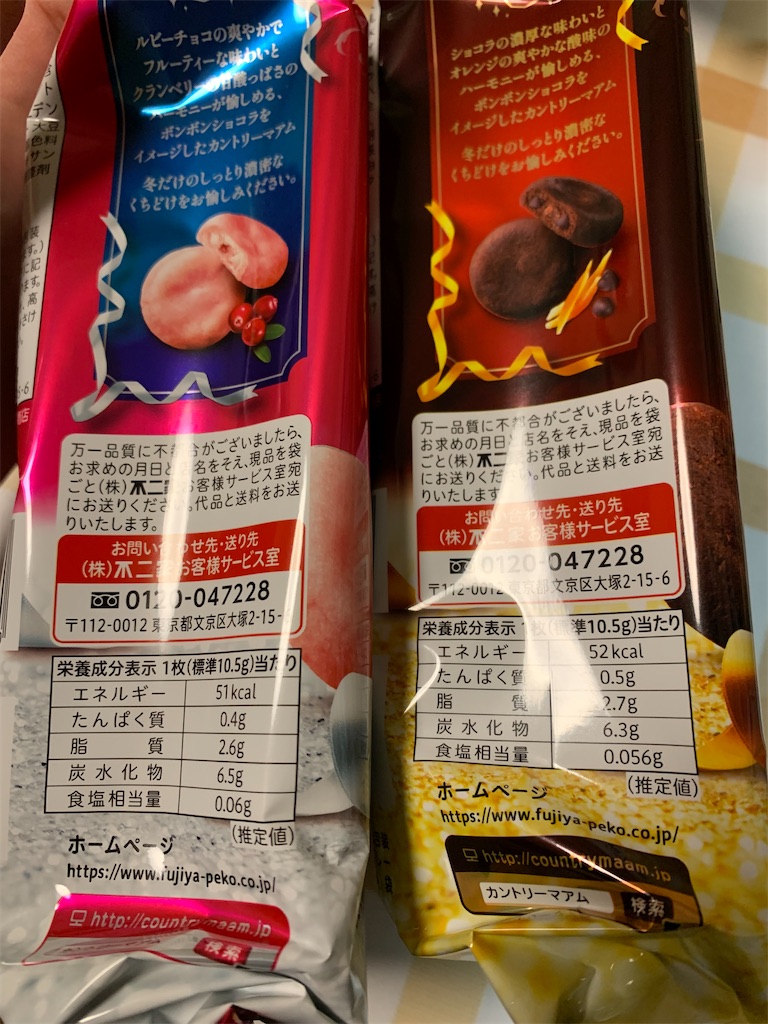 ルビーチョコの爽やかで
フルーティーな味わいと
クランベリーの甘酸っぱさの
ハーモニーが愉しめる、
ボンボンショコラを
イメージしたカントリーマアム
冬だけのしっとり濃密な
くちどけをお愉しみください。
万一品質に不都合がございましたら、
お求めの月日と店名をそえ、現品を袋
ごと(株)不二家お客様サービス室宛
にお送りください。代品と送料をお送
りいたします。
お問い合わせ先・送り先
(株)不二家お客様サービス室
0120-047228
〒112-0012 東京都文京区大塚2-15-6
栄養成分表示 1枚(標準10.5g)当たり
エネルギー 51kcal
たんぱく質 0.4g
脂質 2.6g
炭水化物 6.5g
食塩相当量 0.06g
(推定値)
ホームページ
https://www.fujiya-peko.co.jp/
http://countrymaam.jp
検索
ショコラの濃厚な味わいと
オレンジの爽やかな酸味の
ハーモニーが愉しめる、
ボンボンショコラを
イメージしたカントリーマアム
冬だけのしっとり濃密な
くちどけをお愉しみください。
万一品質に不都合がございましたら、
お求めの月日と店名をそえ、現品を袋
ごと(株)不二家お客様サービス室宛
にお送りください。代品と送料をお送
りいたします
お問い合わせ先・送り先
(株)不二家お客様サービス室
0120-047228
〒112-0012 東京都文京区大塚2-15-6
栄養成分表示 1枚(標準10.5g)当たり
エネルギー 52kcal
たんぱく質 0.5g
脂質 2.7g
炭水化物 6.3g
食塩相当量 0.056g
(推定値)
ホームページ
https://www.fujiya-peko.co.jp/
http://countrymaam.jp
カントリーマアム 検索